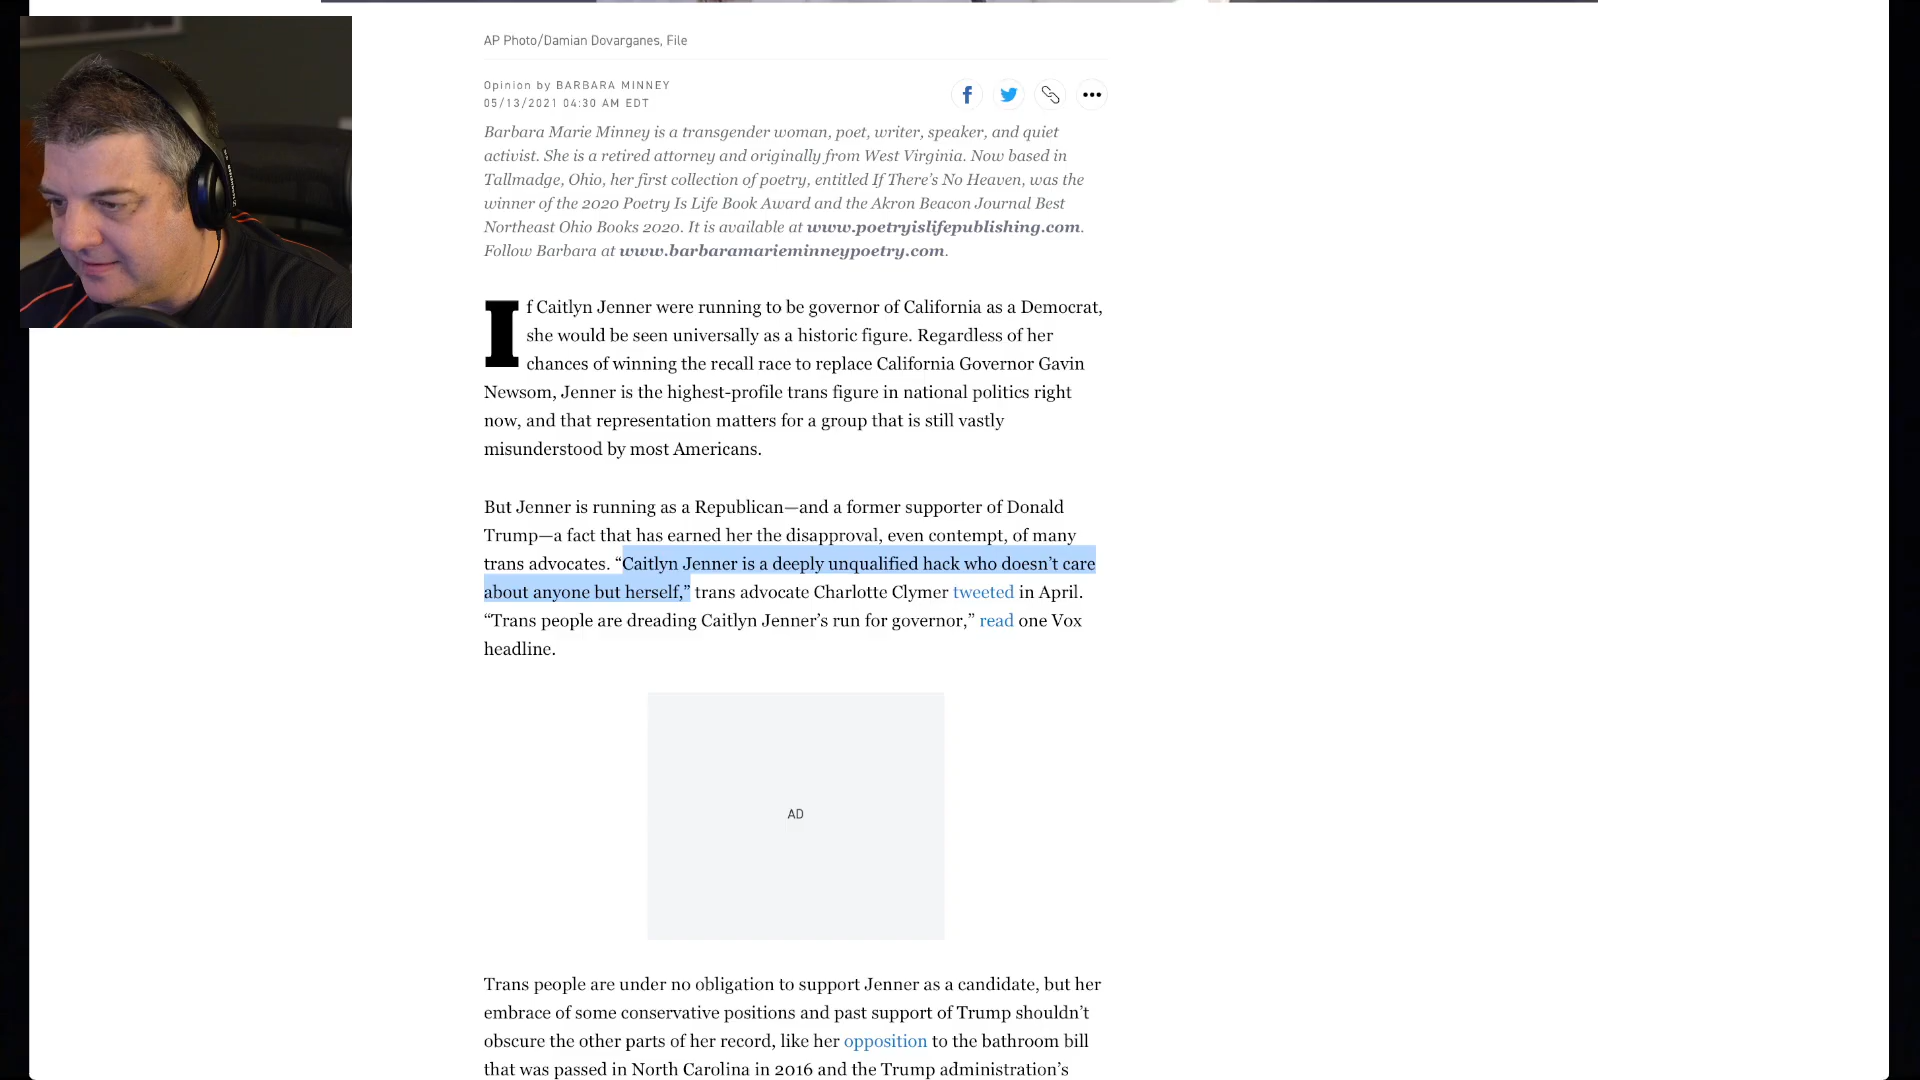 AP Photo/Damian Dovarganes, File
Opinion by BARBARA MINNEY
05/13/2021 04:30 AM EDT
Barbara Marie Minney is a transgender woman, poet, writer, speaker, and quiet
activist. She is a retired attorney and originally from West Virginia. Now based in
Tallmadge, Ohio, her first collection of poetry, entitled If There’s No Heaven, was the
winner of the 2020 Poetry Is Life Book Award and the Akron Beacon Journal Best
Northeast Ohio Books 2020. It is available at www.poetryislifepublishing.com.
Follow Barbara at www.barbaramarieminneypoetry.com.
If Caitlyn Jenner were running to be governor of California as a Democrat,
she would be seen universally as a historic figure. Regardless of her
chances of winning the recall race to replace California Governor Gavin
Newsom, Jenner is the highest-profile trans figure in national politics right
now, and that representation matters for a group that is still vastly
misunderstood by most Americans.
But Jenner is running as a Republican—and a former supporter of Donald
Trump—a fact that has earned her the disapproval, even contempt, of many
trans advocates. “Caitlyn Jenner is a deeply unqualified hack who doesn’t care
about anyone but herself,” trans advocate Charlotte Clymer tweeted in April.
“Trans people are dreading Caitlyn Jenner’s run for governor,” read one Vox
headline.
AD
Trans people are under no obligation to support Jenner as a candidate, but her
embrace of some conservative positions and past support of Trump shouldn’t
obscure the other parts of her record, like her opposition to the bathroom bill
that was passed in North Carolina in 2016 and the Trump administration’s